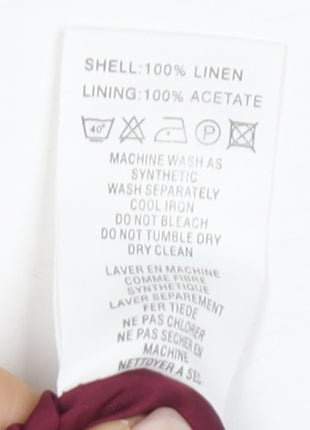 SHELL:100% LINEN
LINING:100% ACETATE
40°
P
MACHINE WASH AS
SYNTHETIC
WASH SEPARATELY
COOL IRON
DO NOT BLEACH
DO NOT TUMBLE DRY
DRY CLEAN
LAVER EN MACHINE
COMME FIBRE
SYNTHETIQUE
LAVER SEPAREMENT
FER TIEDE
NE PAS CHLORER
NE PAS SECHER EN
MACHINE
NETTOYER A SEC